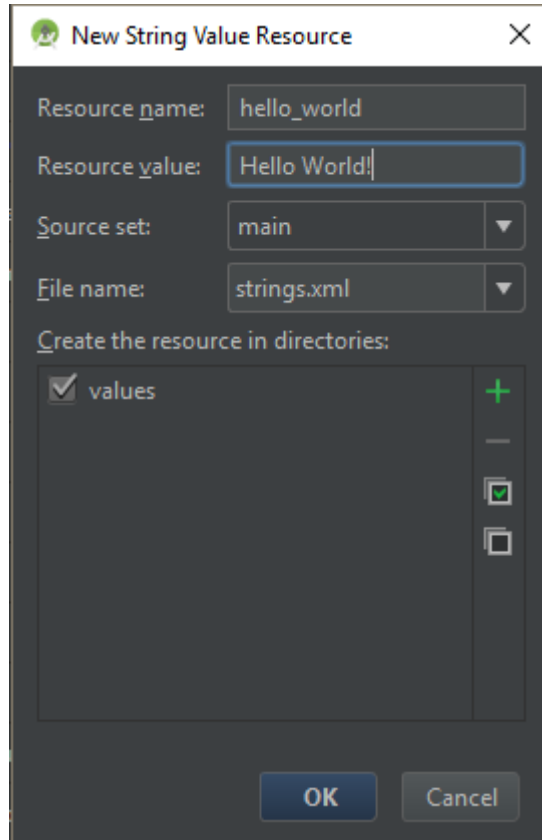 New String Value Resource
Resource name: hello_world
Resource value: Hello World!
Source set: main
File name: strings.xml
Create the resource in directories:
values
OK Cancel